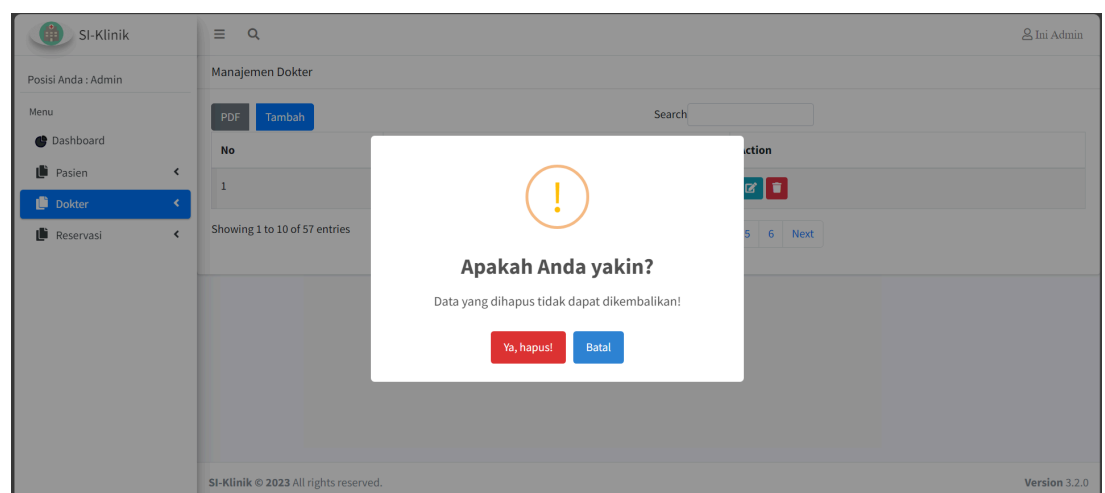 SI-Klinik
Ini Admin
Posisi Anda : Admin
Manajemen Dokter
Menu
Dashboard
Pasien
Dokter
Reservasi
PDF Tambah
Search
No
ction
1
Showing 1 to 10 of 57 entries
5 6 Next
Apakah Anda yakin?
Data yang dihapus tidak dapat dikembalikan!
Ya, hapus! Batal
SI-Klinik © 2023 All rights reserved.
Version 3.2.0